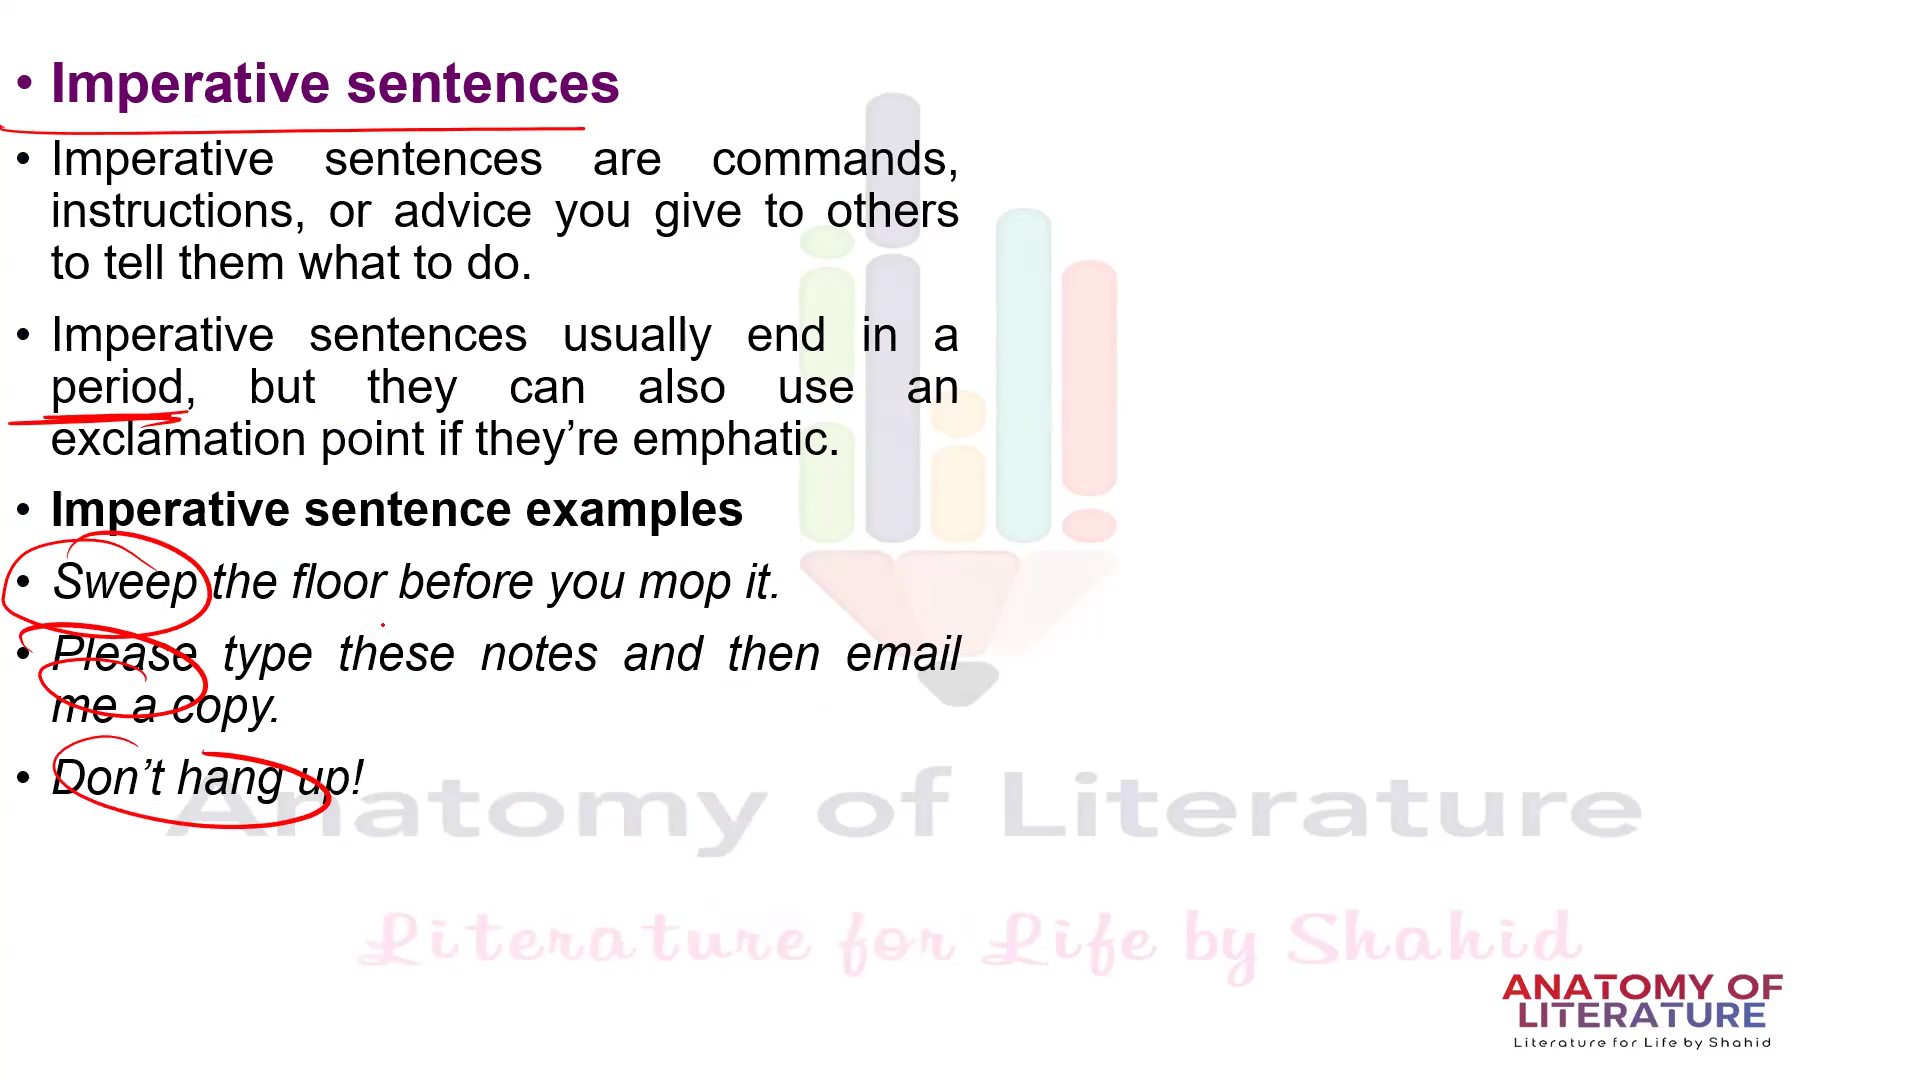 • Imperative sentences
• Imperative sentences are commands,
instructions, or advice you give to others
to tell them what to do.
• Imperative sentences usually end in a
period, but they can also use an
exclamation point if they’re emphatic.
• Imperative sentence examples
• Sweep the floor before you mop it.
• Please type these notes and then email
me a copy.
• Don’t hang up!
Anatomy of Literature
Literature for Life by Shahid
ANATOMY OF
LITERATURE
Literature for Life by Shahid